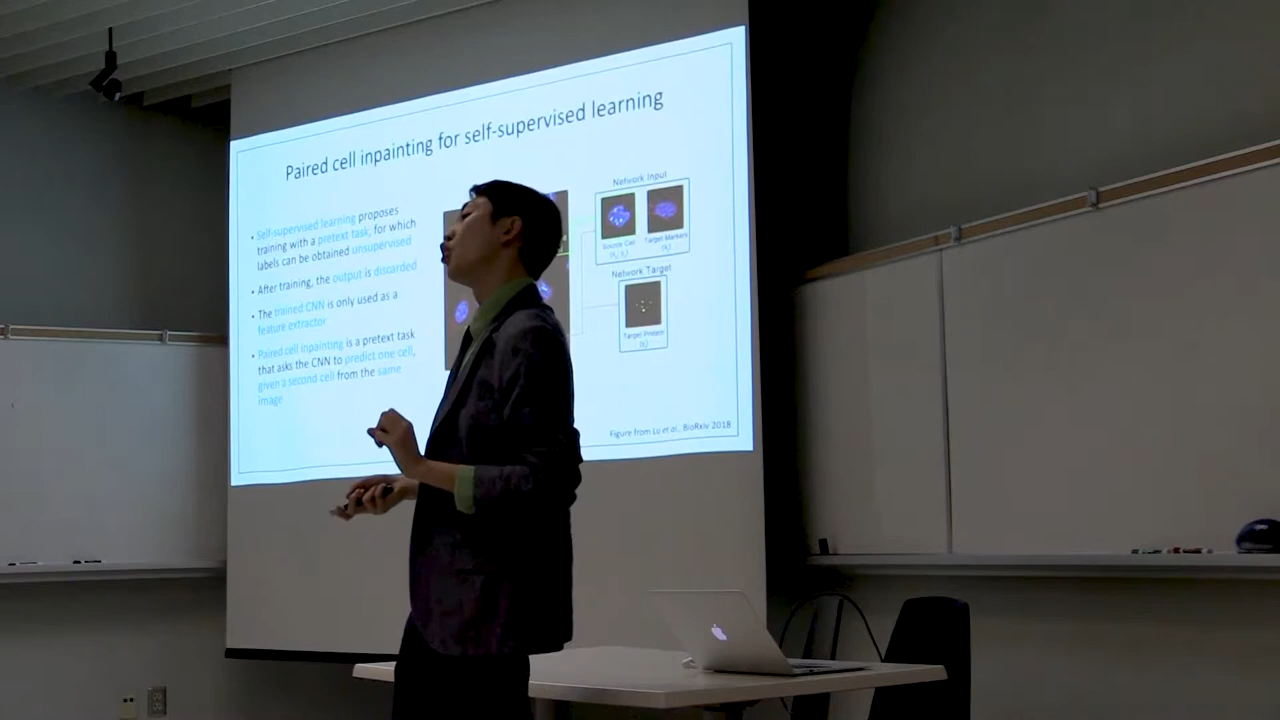 Paired cell inpainting for self-supervised learning
• Self-supervised learning proposes
training with a pretext task, for which
labels can be obtained unsupervised
• After training, the output is discarded
• The trained CNN is only used as a
feature extractor
• Paired cell inpainting is a pretext task
that asks the CNN to predict one cell,
given a second cell from the same
image
Network Input
Source Cell
Target Markers
Network Target
Target Protein
Figure from Lu et al., BioRxiv 2018